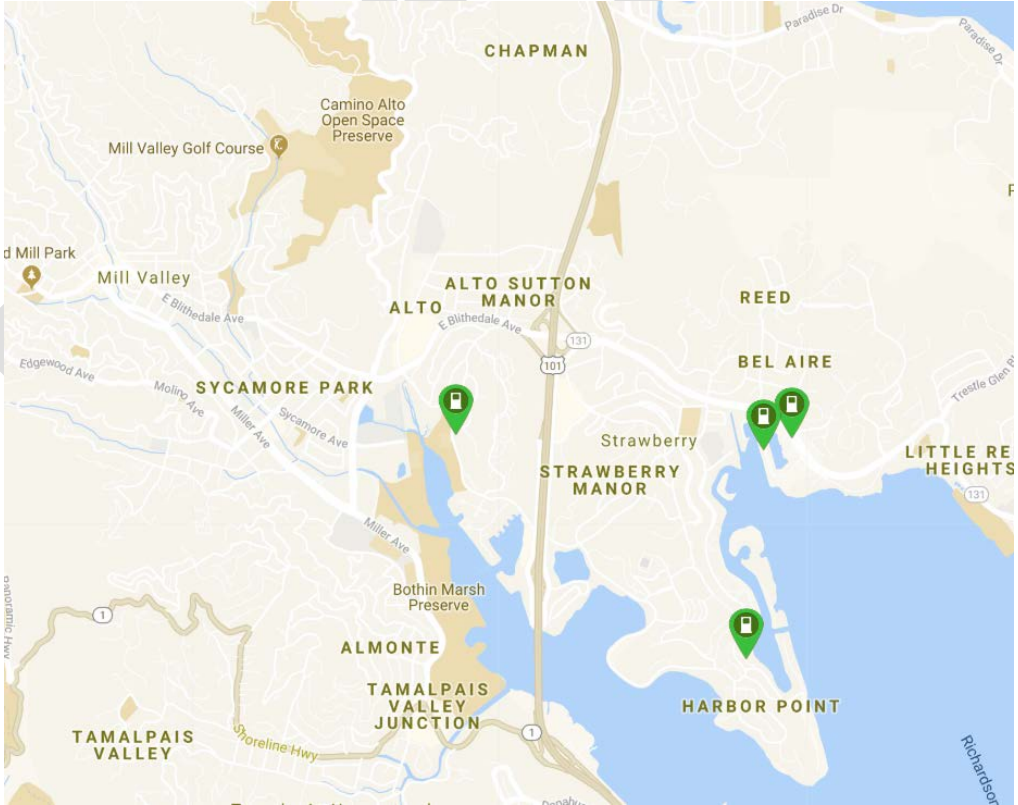 Paradise Dr
Paradise Dr
CHAPMAN
Camino Alto
Open Space
Preserve
Mill Valley Golf Course
d Mill Park
Mill Valley
ALTO SUTTON
MANOR
REED
ALTO
E Blithedale Ave
E Blithedale Ave
131
101
BEL AIRE
Edgewood Ave
Molino Ave
SYCAMORE PARK
Trestle Glen Bl
Miller Ave
Sycamore Ave
Strawberry
LITTLE RE
HEIGHTS
STRAWBERRY
MANOR
131
Miller Ave
Bothin Marsh
Preserve
Panoramic Hwy
1
ALMONTE
TAMALPAIS
VALLEY
JUNCTION
HARBOR POINT
TAMALPAIS
VALLEY
Shoreline Hwy
1
Richardson